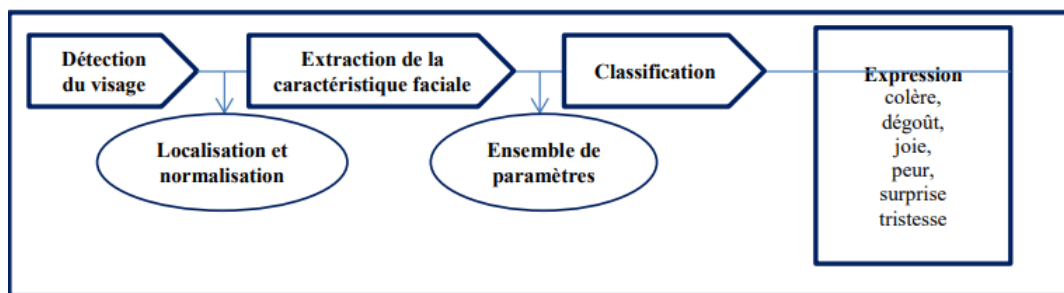 Détection
du visage
Extraction de la
caractéristique faciale
Classification
Localisation et
normalisation
Ensemble de
paramètres
Expression
colère,
dégoût,
joie,
peur,
surprise
tristesse